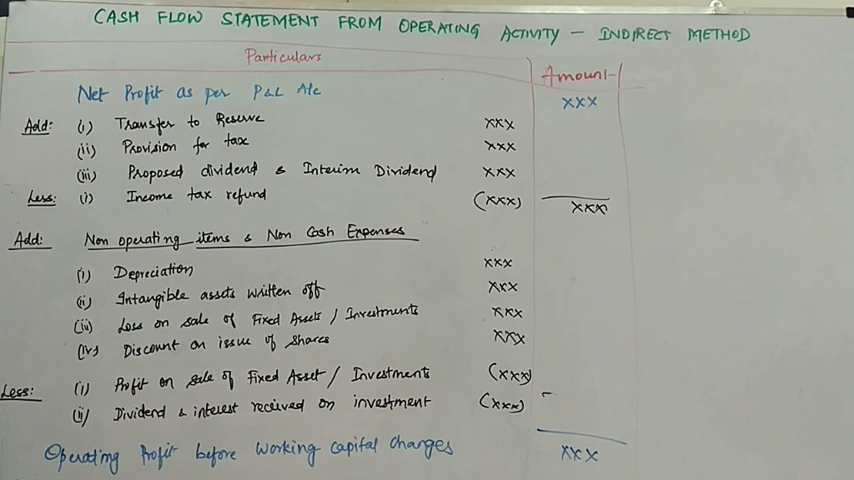 CASH FLOW STATEMENT FROM OPERATING ACTIVITY - INDIRECT METHOD
Particulars Amount
Net Profit as per P&L A/c XXX
Add: (i) Transfer to Reserve XXX
(ii) Provision for tax XXX
(iii) Proposed dividend & Interim Dividend XXX
Less: (i) Income tax refund (XXX) XXX
Add: Non operating items & Non Cash Expenses
(i) Depreciation XXX
(ii) Intangible assets written off XXX
(iii) Loss on sale of Fixed Assets / Investments XXX
(iv) Discount on issue of shares XXX
Less: (i) Profit on sale of Fixed Asset / Investments (XXX)
(ii) Dividend & interest received on investment (XXX) -
Operating Profit before working capital changes XXX